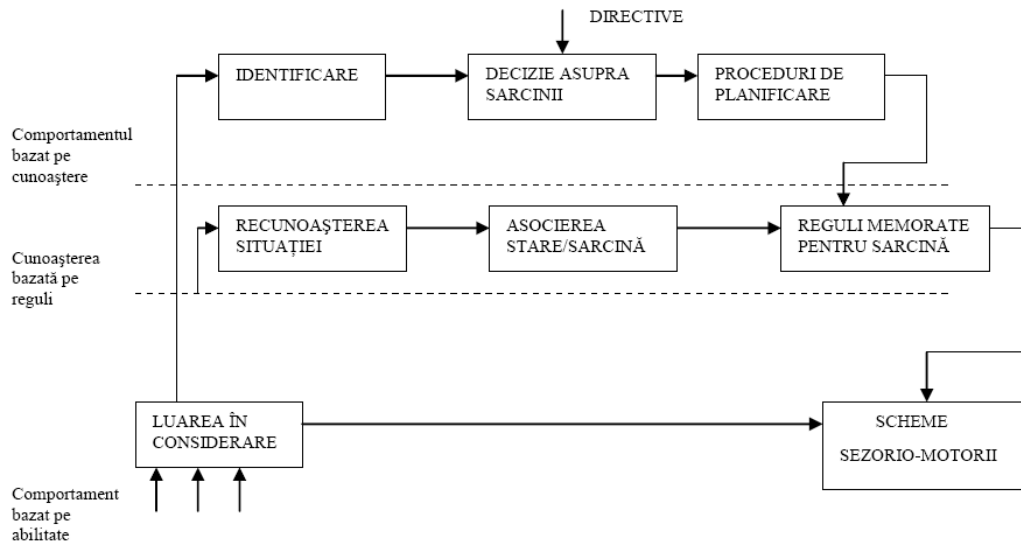 DIRECTIVE
IDENTIFICARE
DECIZIE ASUPRA
SARCINII
PROCEDURI DE
PLANIFICARE
Comportamentul
bazat pe
cunoaştere
RECUNOAŞTEREA
SITUAŢIEI
ASOCIEREA
STARE/SARCINĂ
REGULI MEMORATE
PENTRU SARCINĂ
Cunoaşterea
bazată pe
reguli
LUAREA ÎN
CONSIDERARE
SCHEME
SEZORIO-MOTORII
Comportament
bazat pe
abilitate